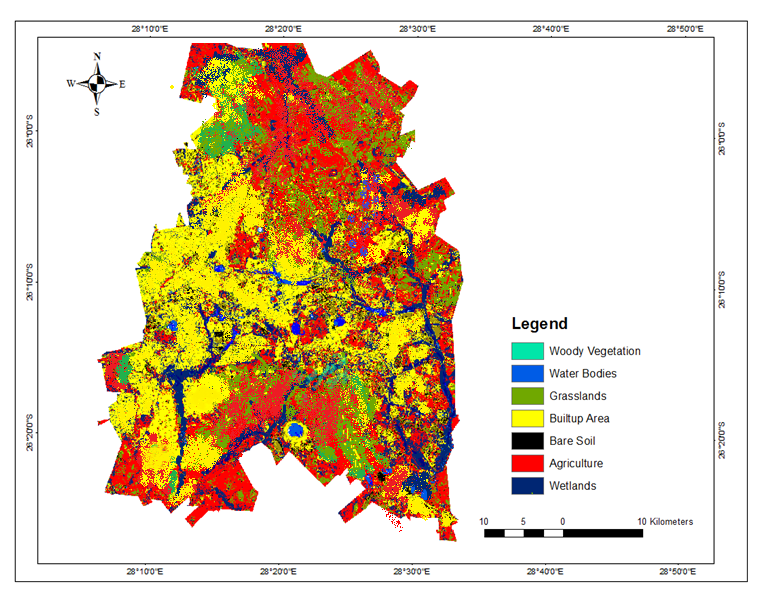 28°10'0"E 28°20'0"E 28°30'0"E 28°40'0"E 28°50'0"E
N
W E
S
26°0'0"S 26°0'0"S
26°10'0"S 26°10'0"S
26°20'0"S 26°20'0"S
Legend
Woody Vegetation
Water Bodies
Grasslands
Builtup Area
Bare Soil
Agriculture
Wetlands
10 5 0 10 Kilometers
28°10'0"E 28°20'0"E 28°30'0"E 28°40'0"E 28°50'0"E